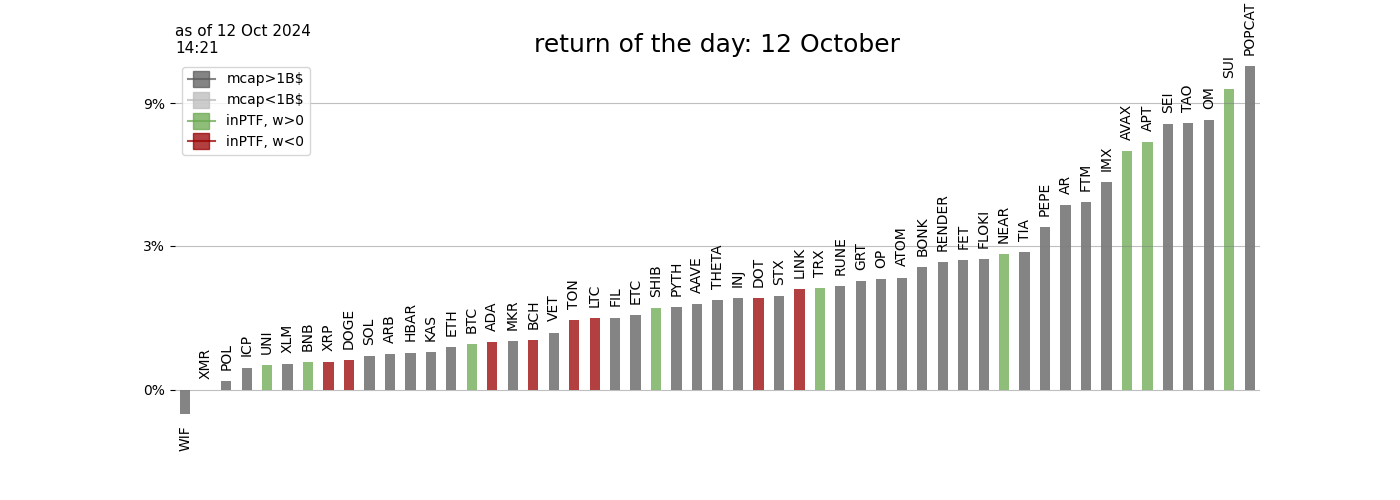 as of 12 Oct 2024
14:21
return of the day: 12 October
mcap>1B$
mcap<1B$
inPTF, w>0
inPTF, w<0
9%
3%
0%
WIF
XMR
POL
ICP
UNI
XLM
BNB
XRP
DOGE
SOL
ARB
HBAR
KAS
ETH
BTC
ADA
MKR
BCH
VET
TON
LTC
FIL
ETC
SHIB
PYTH
AAVE
THETA
INJ
DOT
STX
LINK
TRX
RUNE
GRT
OP
ATOM
BONK
RENDER
FET
FLOKI
NEAR
TIA
PEPE
AR
FTM
IMX
AVAX
APT
SEI
TAO
OM
SUI
POPCAT